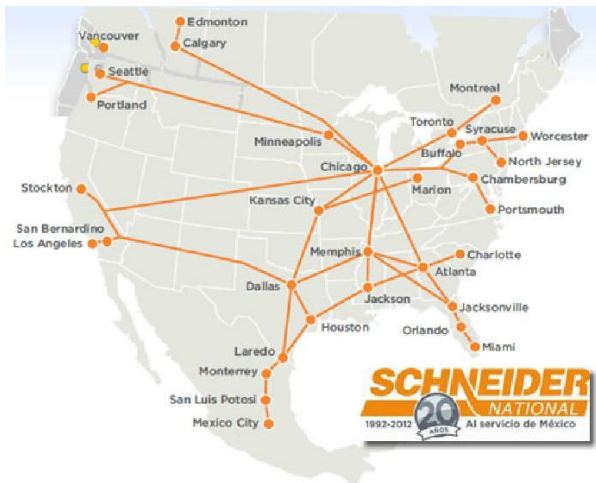 Edmonton
Vancouver
Calgary
Seattle
Montreal
Portland
Toronto
Syracuse
Worcester
Minneapolis
Buffalo
Chicago
North Jersey
Stockton
Marion
Chambersburg
Kansas City
Portsmouth
San Bernardino
Los Angeles
Memphis
Charlotte
Atlanta
Dallas
Jackson
Jacksonville
Houston
Orlando
Miami
Laredo
Monterrey
San Luis Potosi
Mexico City
SCHNEIDER
NATIONAL
1992-2012 20 AÑOS Al servicio de México